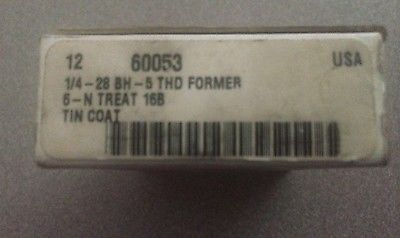 12 60053 USA
1/4-28 BH-5 THD FORMER
6-N TREAT 16B
TIN COAT